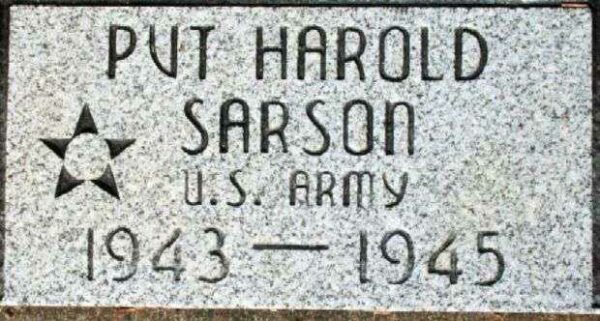 PVT HAROLD
SARSON
U.S. ARMY
1943 — 1945